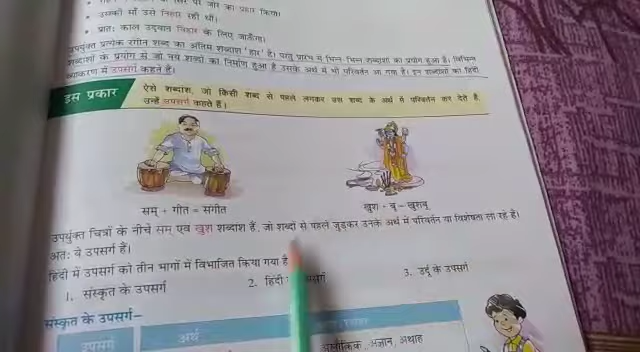 उसकी माँ उसे निहार रही थी।
प्रातः काल उद्यान विहार के लिए जाऊँगा।
उपर्युक्त प्रत्येक रंगीन शब्द का अंतिम शब्दांश 'हार' है। परंतु प्रारंभ में भिन्न-भिन्न शब्दांशों का प्रयोग हुआ है। विभिन्न
शब्दांशों के प्रयोग से जो नये शब्दों का निर्माण हुआ है उसके अर्थ में भी परिवर्तन आ गया है। इन शब्दांशों को हिंदी
व्याकरण में उपसर्ग कहते हैं।
इस प्रकार
ऐसे शब्दांश, जो किसी शब्द से पहले लगकर उस शब्द के अर्थ में परिवर्तन कर देते हैं,
उन्हें उपसर्ग कहते हैं।
सम् + गीत = संगीत
खुश + बू - खुशबू
उपर्युक्त चित्रों के नीचे सम् एवं खुश शब्दांश हैं, जो शब्दों से पहले जुड़कर उनके अर्थ में परिवर्तन या विशेषता ला रहे हैं।
अतः ये उपसर्ग हैं।
हिंदी में उपसर्ग को तीन भागों में विभाजित किया गया है
1. संस्कृत के उपसर्ग
2. हिंदी
3. उर्दू के उपसर्ग
संस्कृत के उपसर्ग–
उपसर्ग
अर्थ
अलौकिक, अज्ञान, अथाह